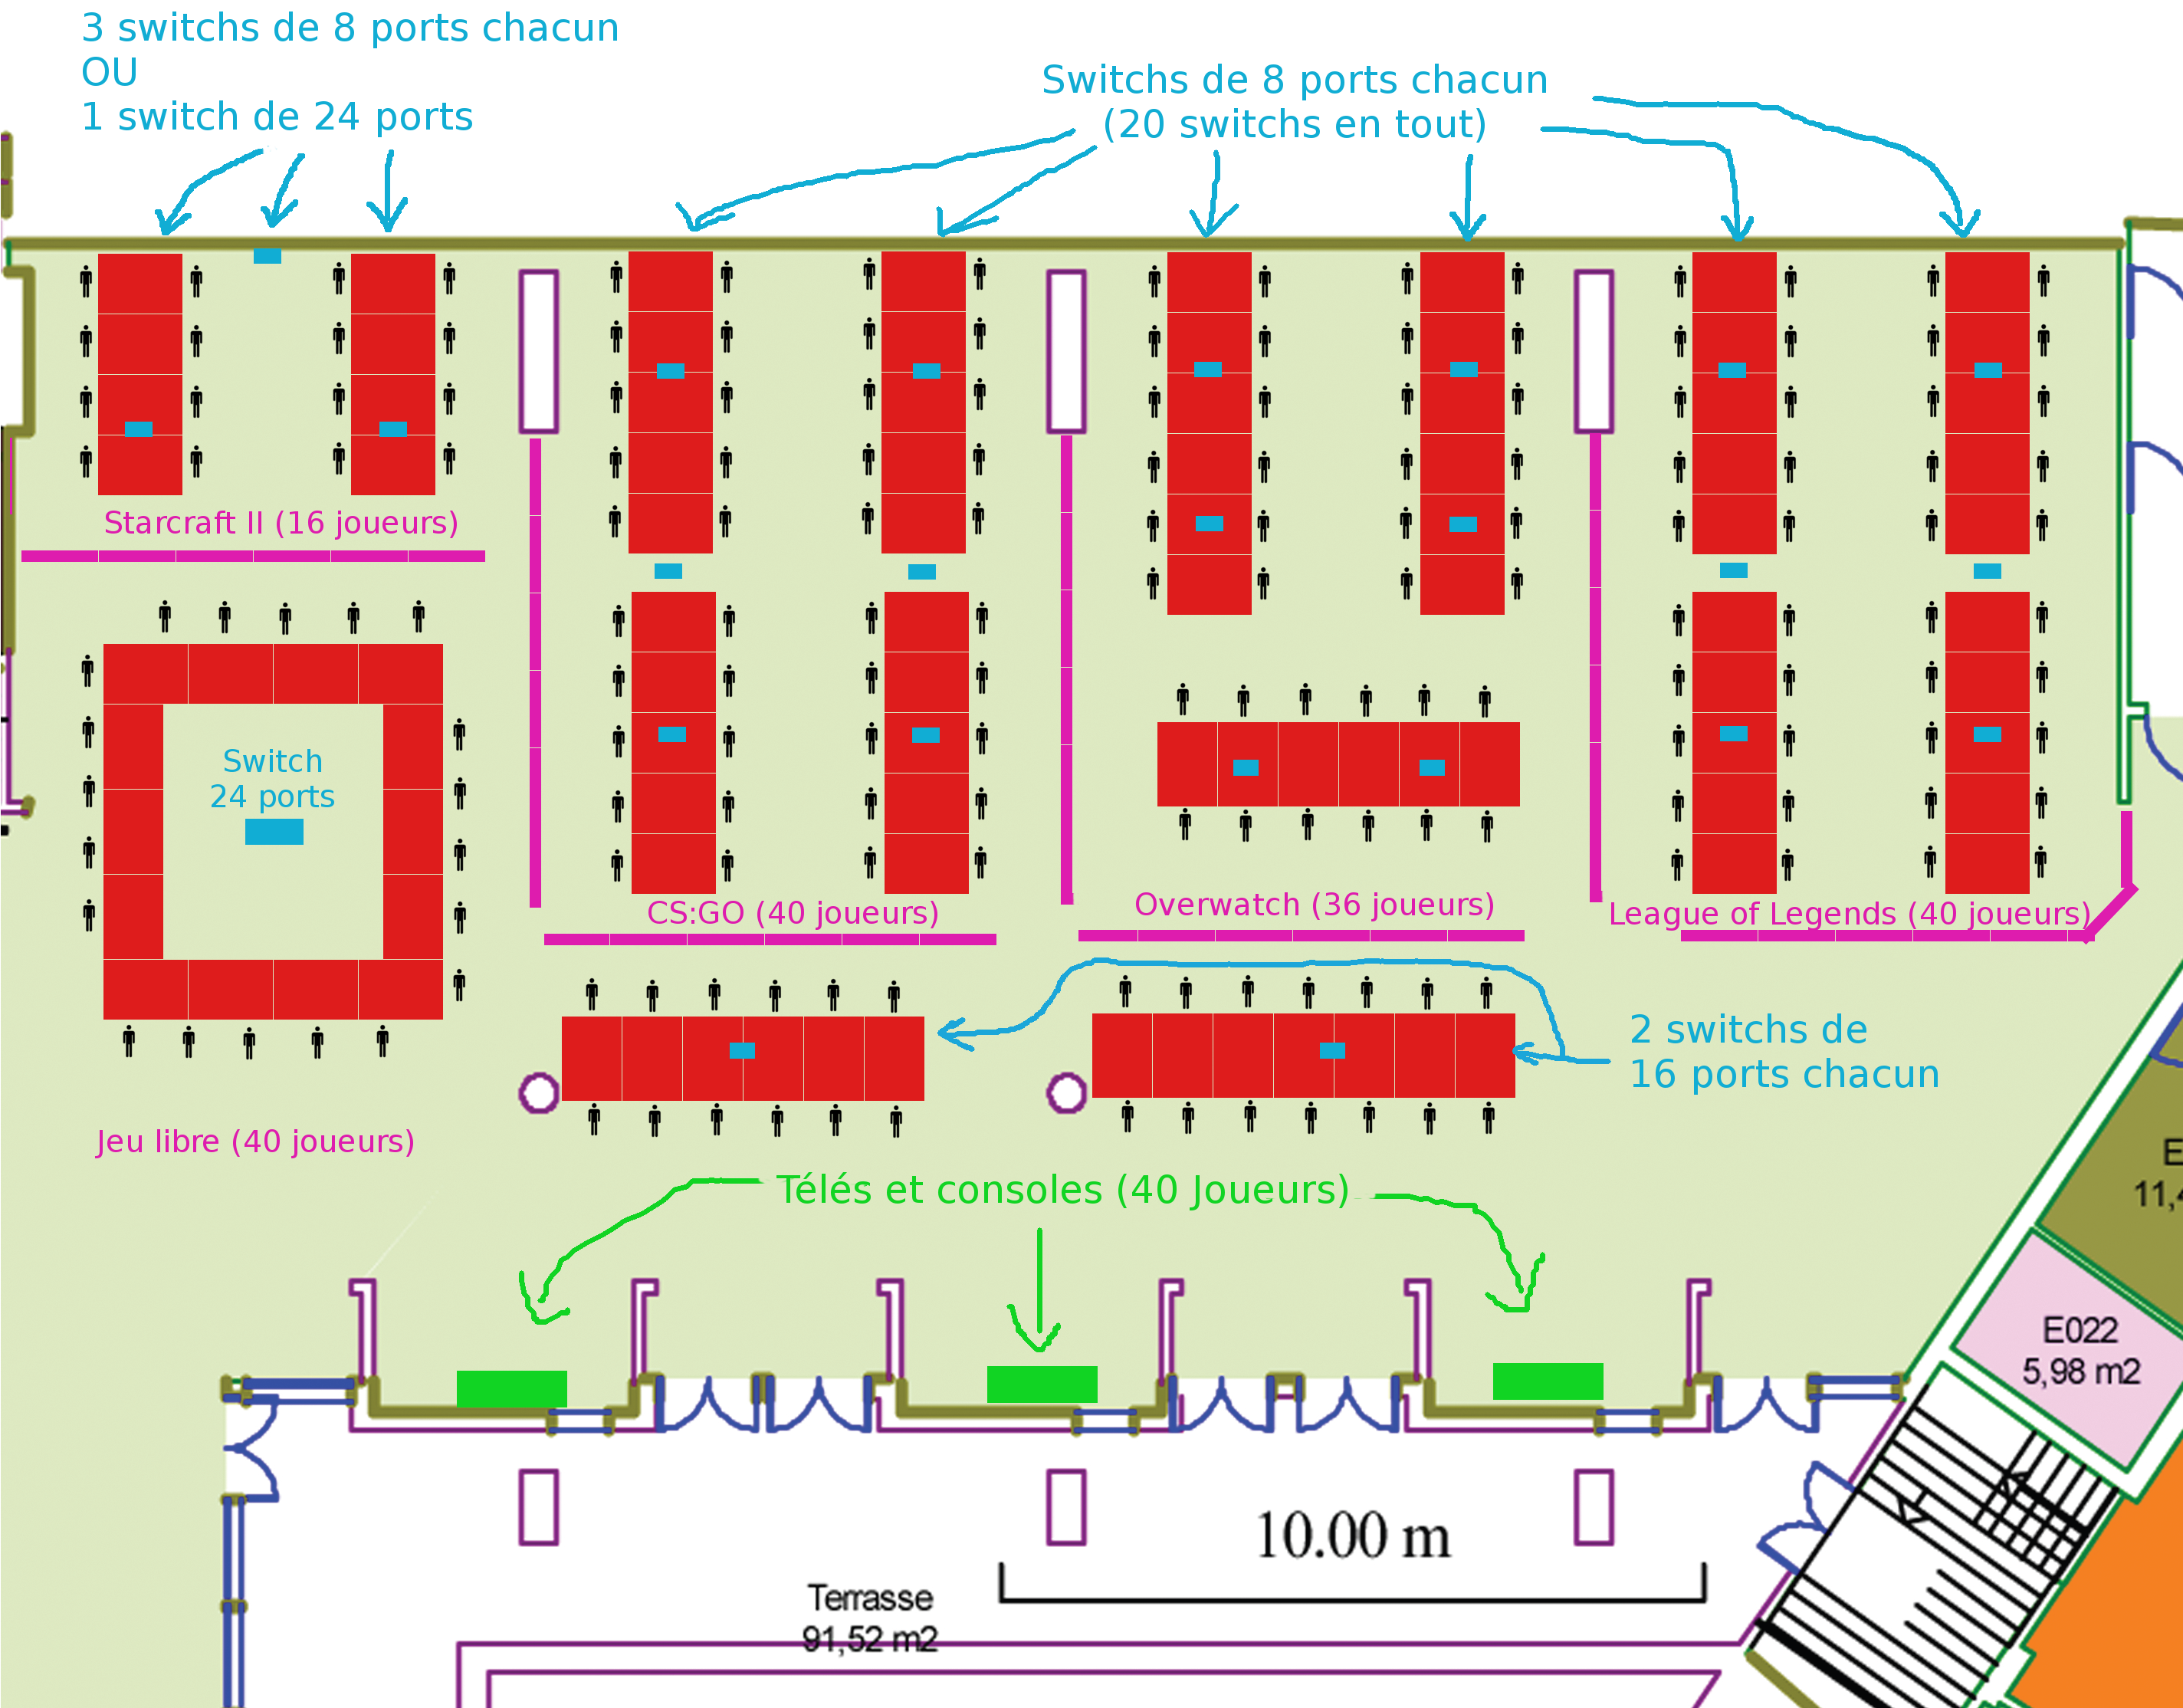 3 switchs de 8 ports chacun
OU
1 switch de 24 ports
Switchs de 8 ports chacun
(20 switchs en tout)
Starcraft II (16 joueurs)
Switch
24 ports
CS:GO (40 joueurs)
Overwatch (36 joueurs)
League of Legends (40 joueurs)
2 switchs de
16 ports chacun
Jeu libre (40 joueurs)
Télés et consoles (40 Joueurs)
E022
5,98 m2
10.00 m
Terrasse
91,52 m2